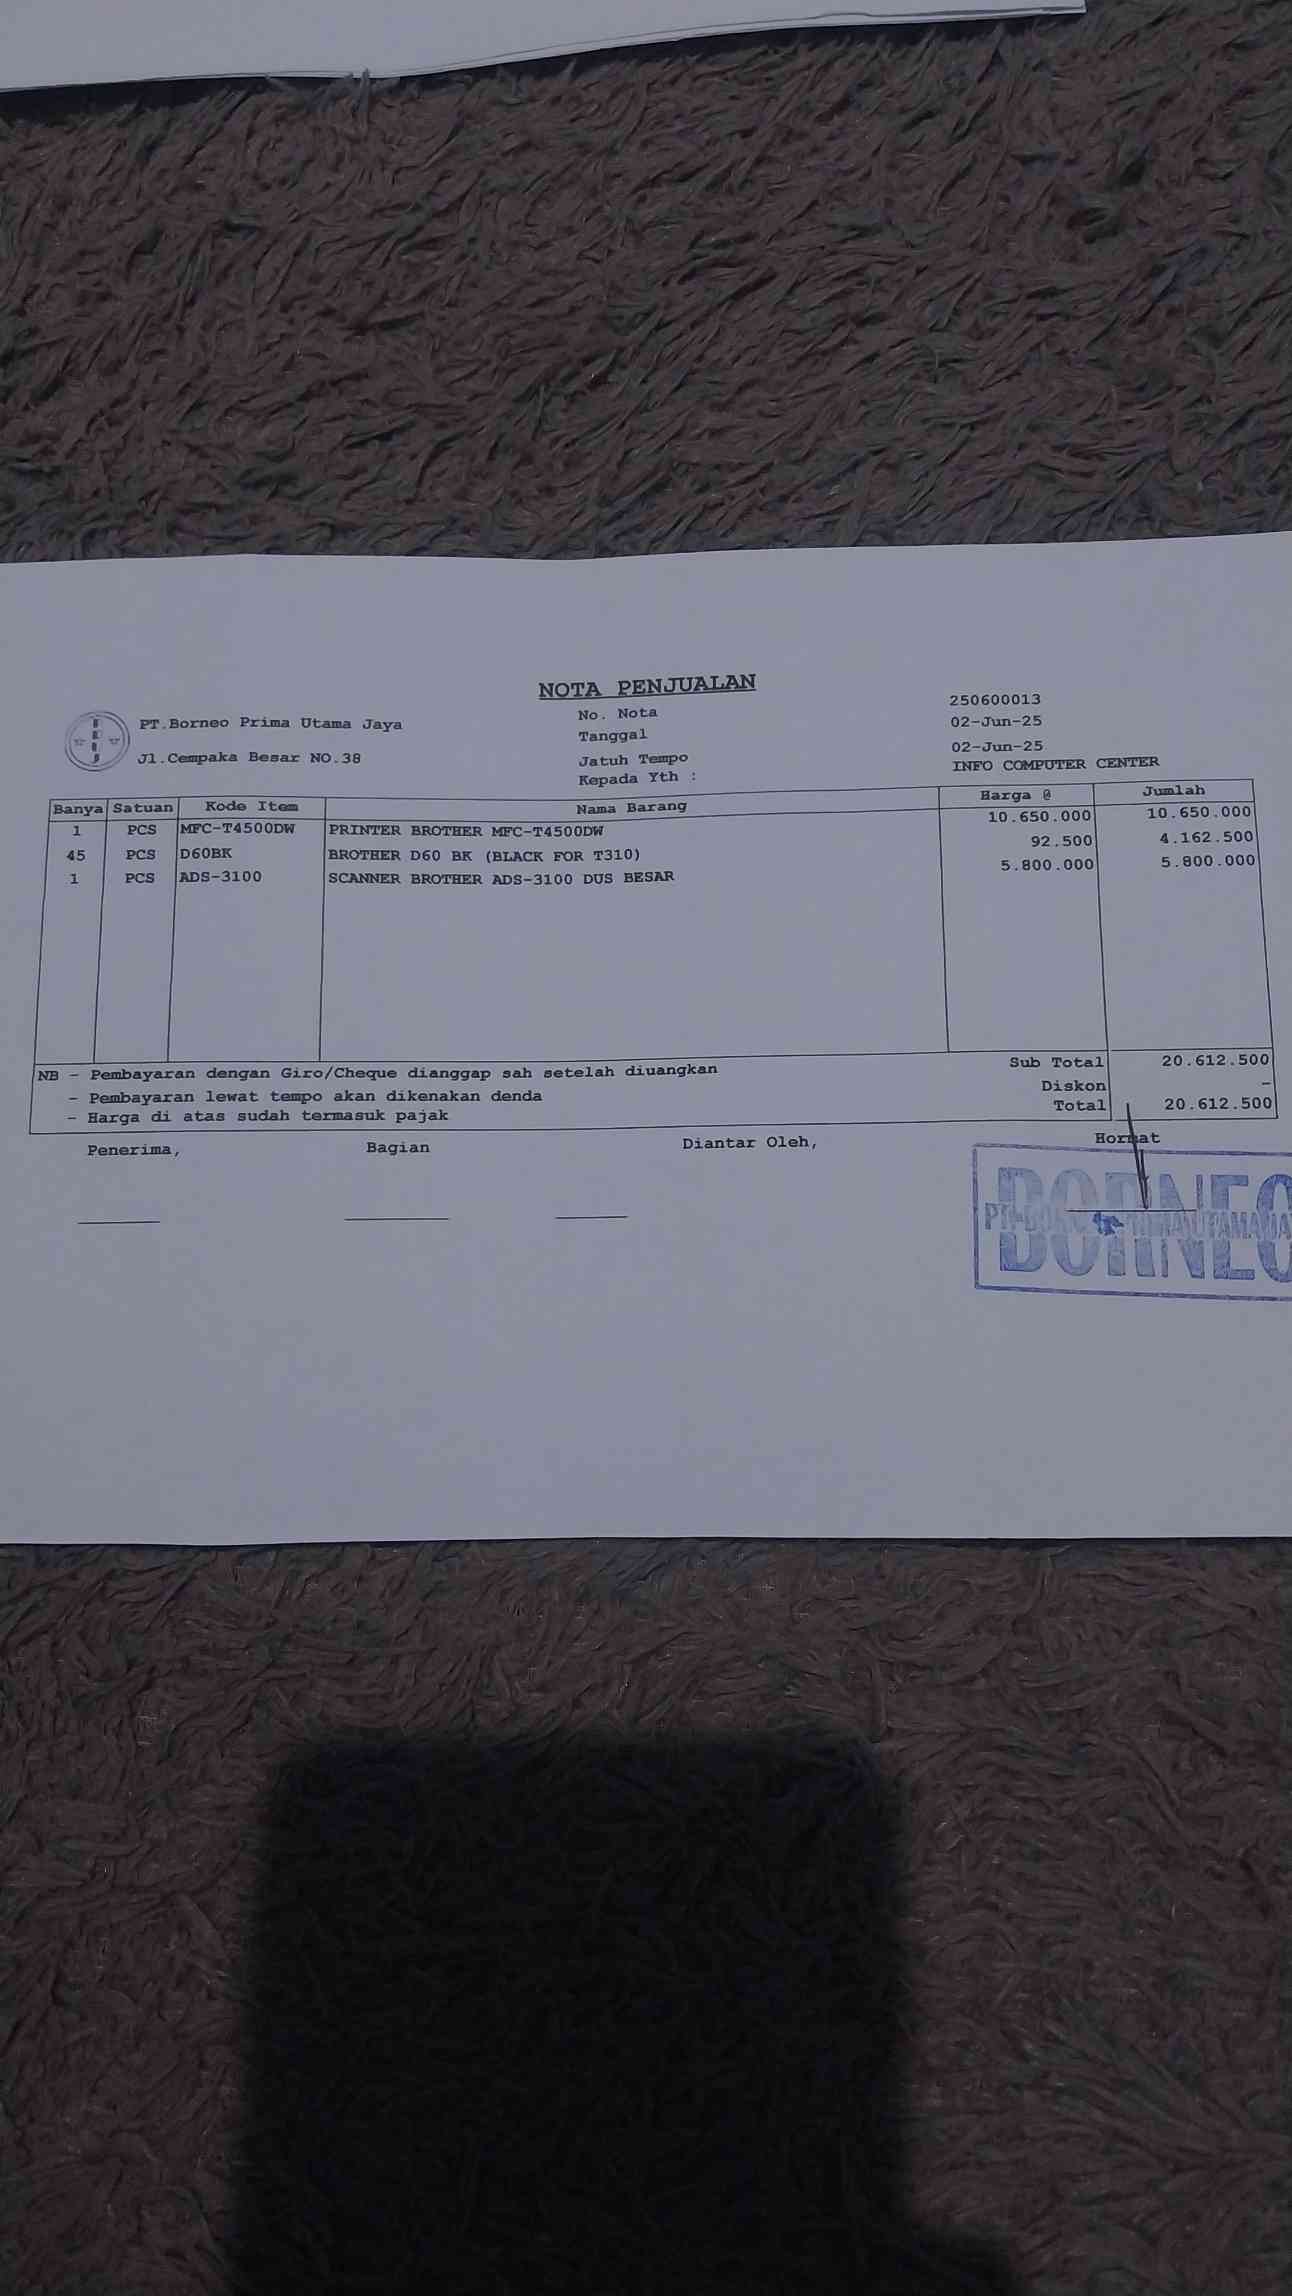 NOTA PENJUALAN
PT.Borneo Prima Utama Jaya
Jl.Cempaka Besar NO.38
No. Nota 250600013
Tanggal 02-Jun-25
Jatuh Tempo 02-Jun-25
Kepada Yth : INFO COMPUTER CENTER
Banya Satuan Kode Item Nama Barang Harga @ Jumlah
1 PCS MFC-T4500DW PRINTER BROTHER MFC-T4500DW 10.650.000 10.650.000
45 PCS D60BK BROTHER D60 BK (BLACK FOR T310) 92.500 4.162.500
1 PCS ADS-3100 SCANNER BROTHER ADS-3100 DUS BESAR 5.800.000 5.800.000
NB - Pembayaran dengan Giro/Cheque dianggap sah setelah diuangkan Sub Total 20.612.500
- Pembayaran lewat tempo akan dikenakan denda Diskon -
- Harga di atas sudah termasuk pajak Total 20.612.500
Penerima, Bagian Diantar Oleh, Hormat
BORNEO